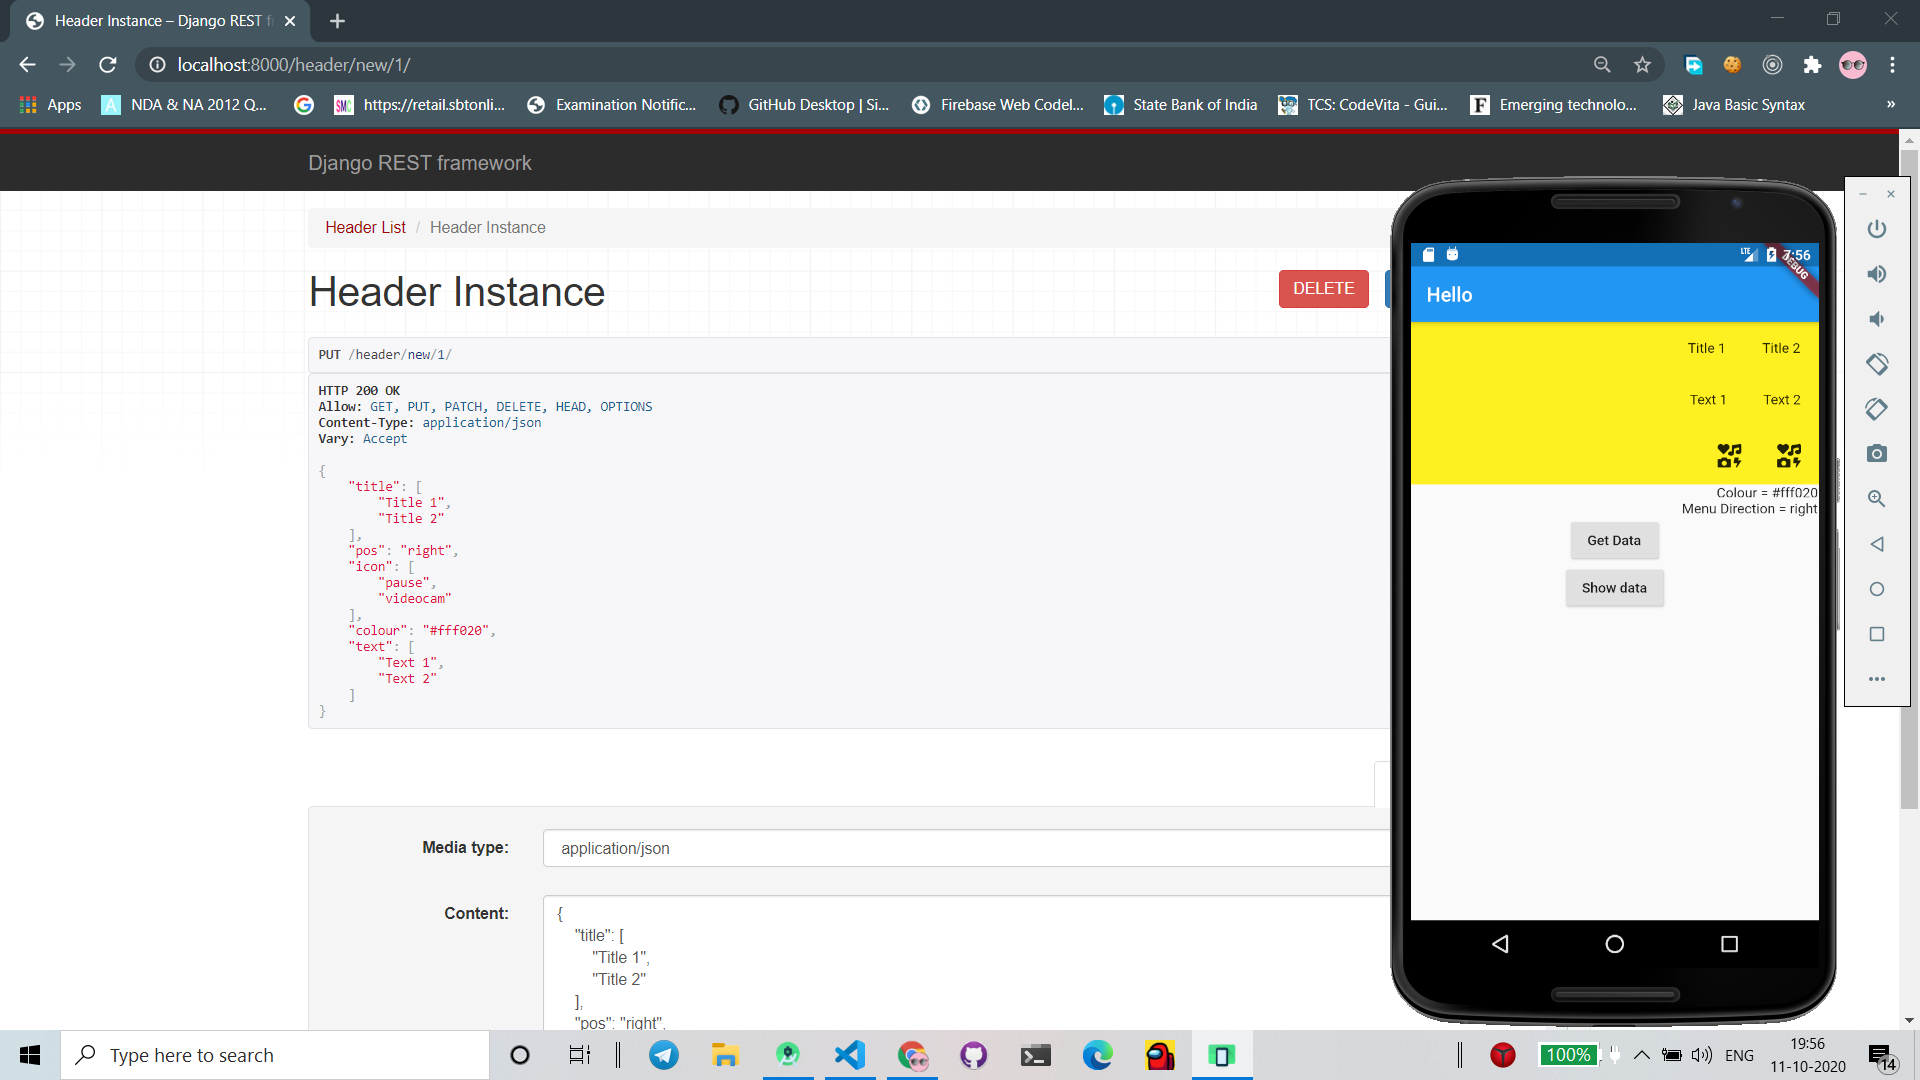 Header Instance – Django REST f
localhost:8000/header/new/1/
Apps
NDA & NA 2012 Q...
SMC
https://retail.sbtonli...
Examination Notific...
GitHub Desktop | Si...
Firebase Web Codel...
State Bank of India
TCS: CodeVita - Gui...
Emerging technolo...
Java Basic Syntax
»
Django REST framework
Header List / Header Instance
Header Instance
DELETE
PUT /header/new/1/
HTTP 200 OK
Allow: GET, PUT, PATCH, DELETE, HEAD, OPTIONS
Content-Type: application/json
Vary: Accept
{
"title": [
"Title 1",
"Title 2"
],
"pos": "right",
"icon": [
"pause",
"videocam"
],
"colour": "#fff020",
"text": [
"Text 1",
"Text 2"
]
}
Media type:
application/json
Content:
{
"title": [
"Title 1",
"Title 2"
],
"pos": "right",
LTE
7:56
DEBUG
Hello
Title 1 Title 2
Text 1 Text 2
Colour = #fff020
Menu Direction = right
Get Data
Show data
Type here to search
100%
ENG
19:56
11-10-2020
14